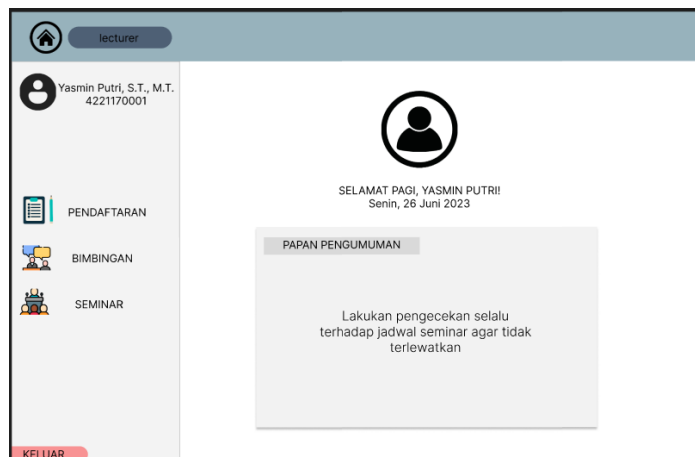 lecturer
Yasmin Putri, S.T., M.T.
4221170001
PENDAFTARAN
BIMBINGAN
SEMINAR
KELUAR
SELAMAT PAGI, YASMIN PUTRI!
Senin, 26 Juni 2023
PAPAN PENGUMUMAN
Lakukan pengecekan selalu
terhadap jadwal seminar agar tidak
terlewatkan